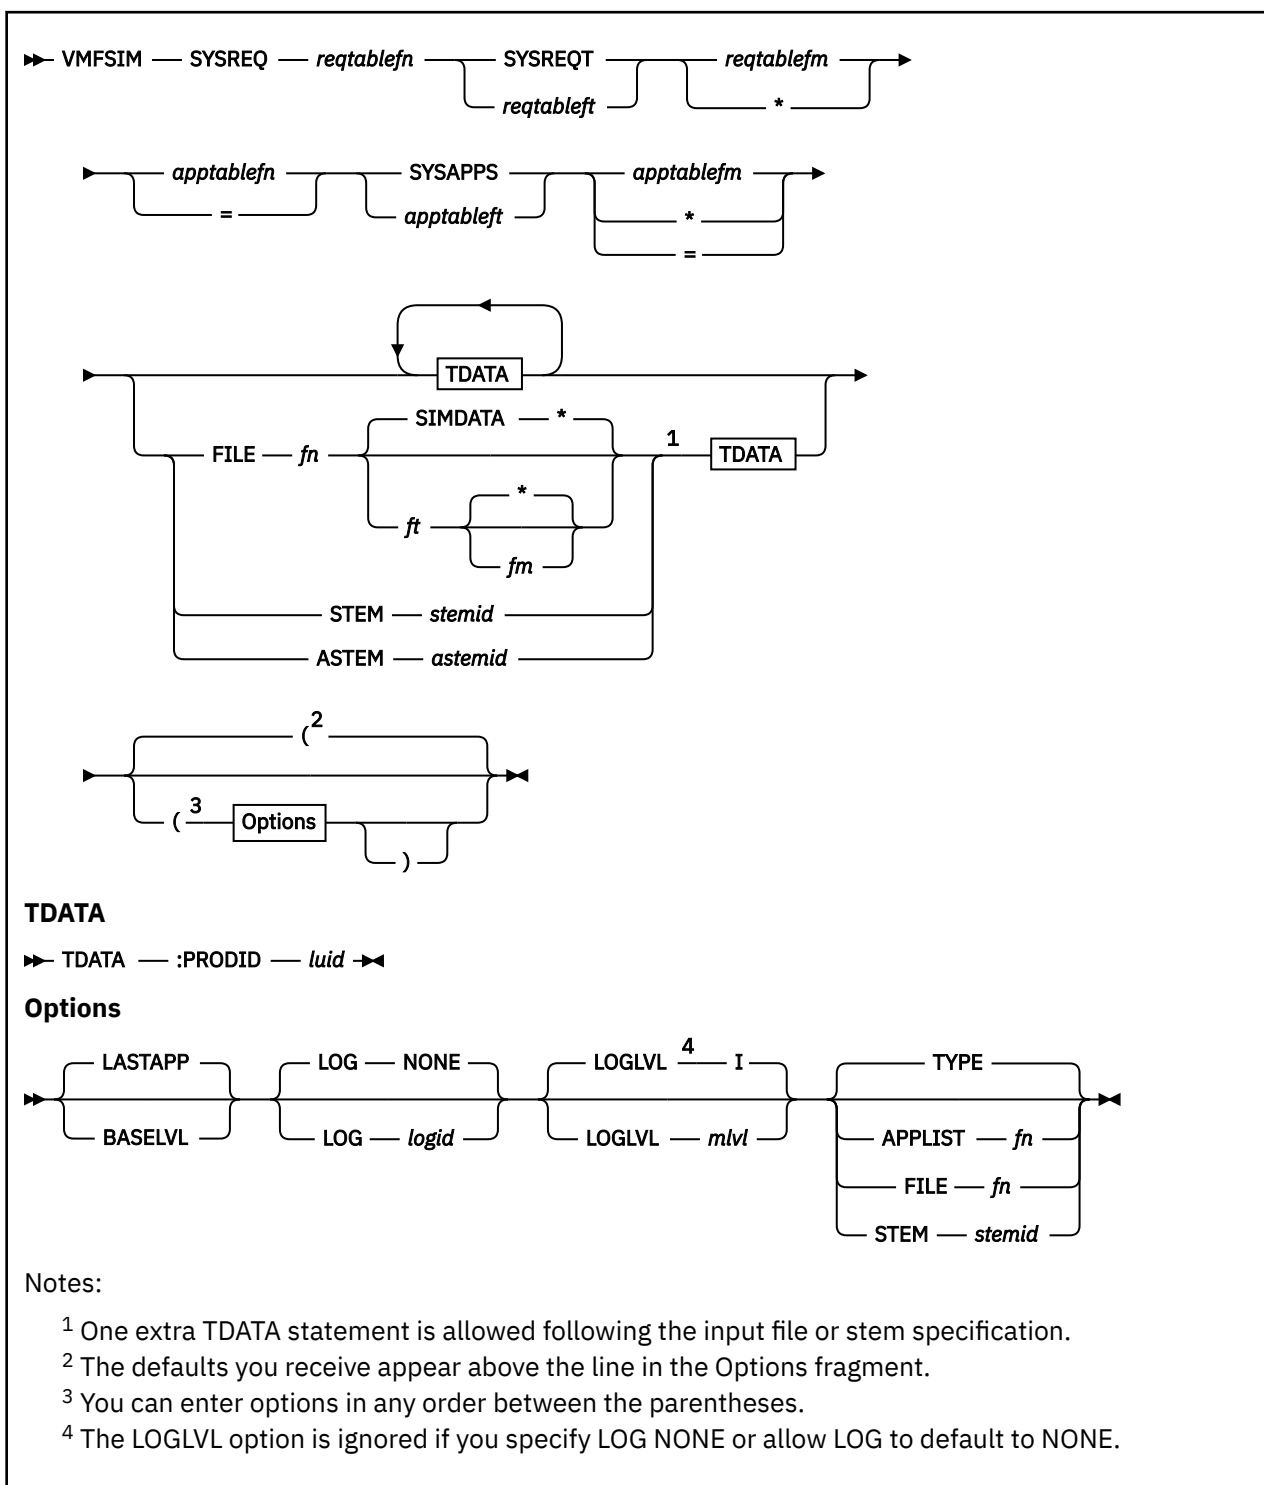 VMFSIM SYSREQ reqtablefn SYSREQT reqtablefm
reqtableft *
apptablefn SYSAPPS apptablefm
= apptableft *
=
TDATA
SIMDATA *
FILE fn 1 TDATA
*
ft
fm
STEM stemid
ASTEM astemid
( 2
( 3 Options
)
TDATA
TDATA :PRODID luid
Options
LASTAPP LOG NONE LOGLVL 4 I TYPE
BASELVL LOG logid LOGLVL mlvl APPLIST fn
FILE fn
STEM stemid
Notes:
1 One extra TDATA statement is allowed following the input file or stem specification.
2 The defaults you receive appear above the line in the Options fragment.
3 You can enter options in any order between the parentheses.
4 The LOGLVL option is ignored if you specify LOG NONE or allow LOG to default to NONE.